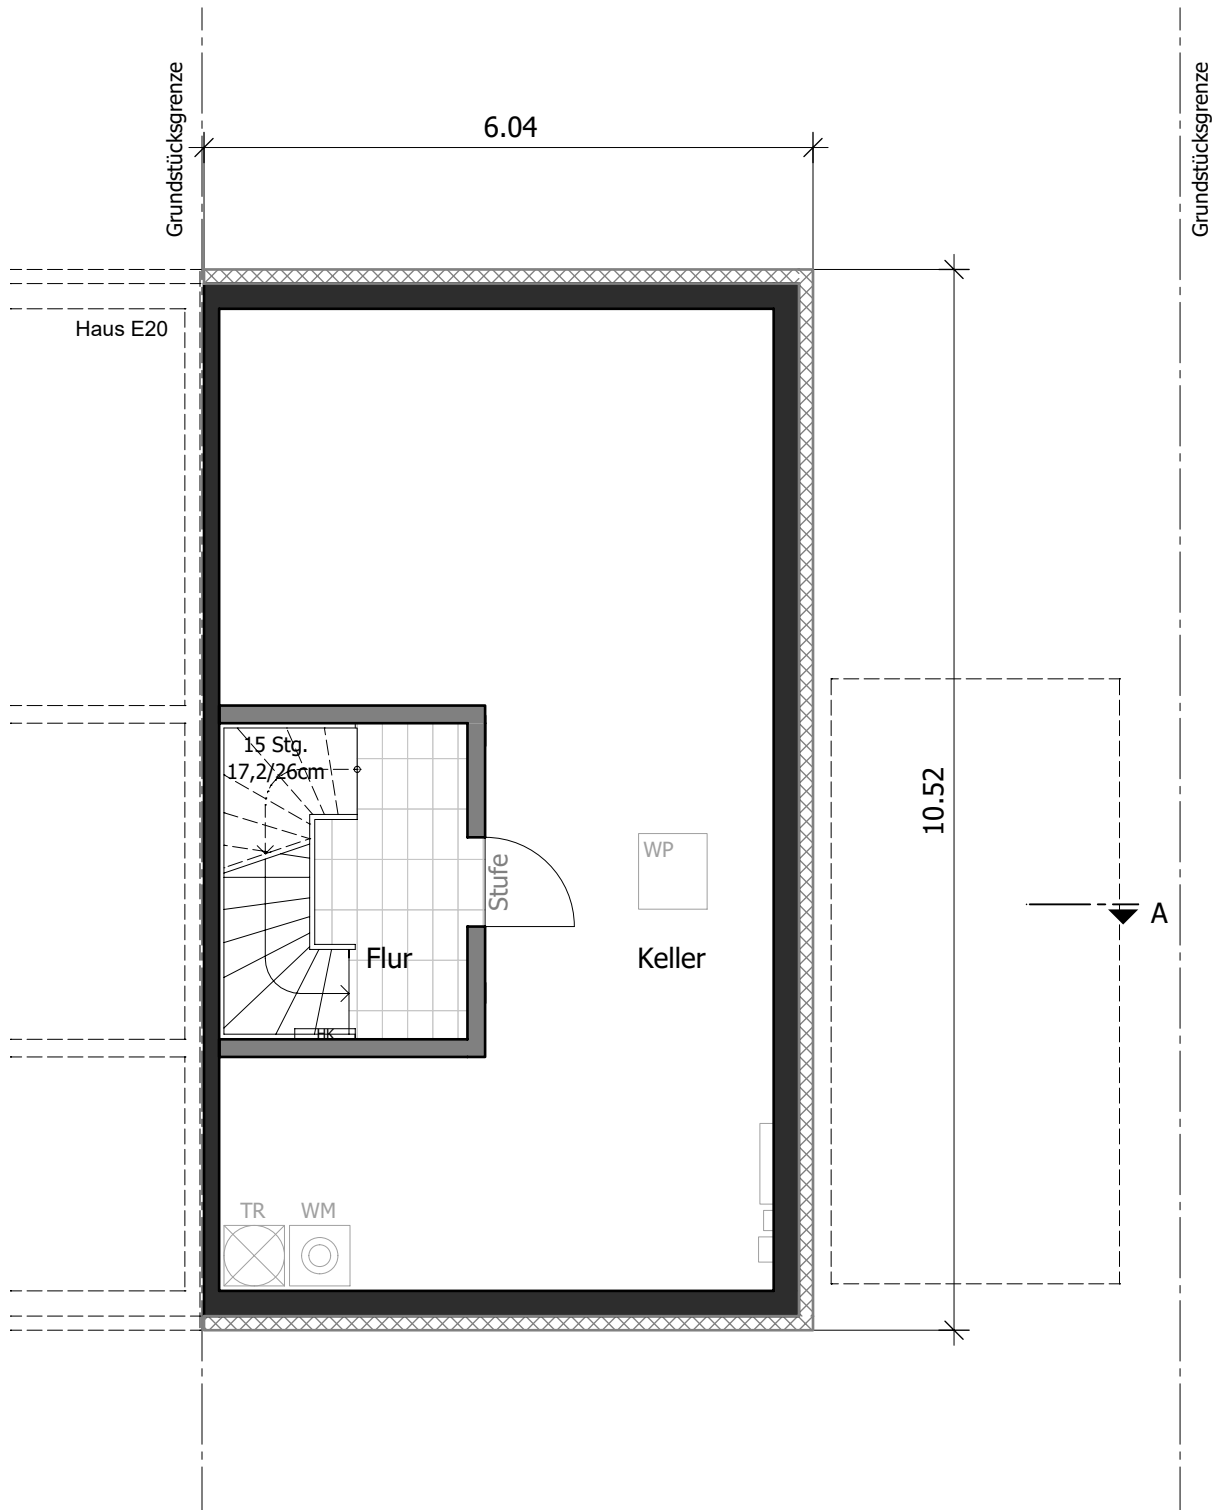 Grundstücksgrenze
Grundstücksgrenze
6.04
Haus E20
15 Stg.
17,2/26cm
10.52
WP
Stufe
A
Flur
Keller
HK
TR
WM